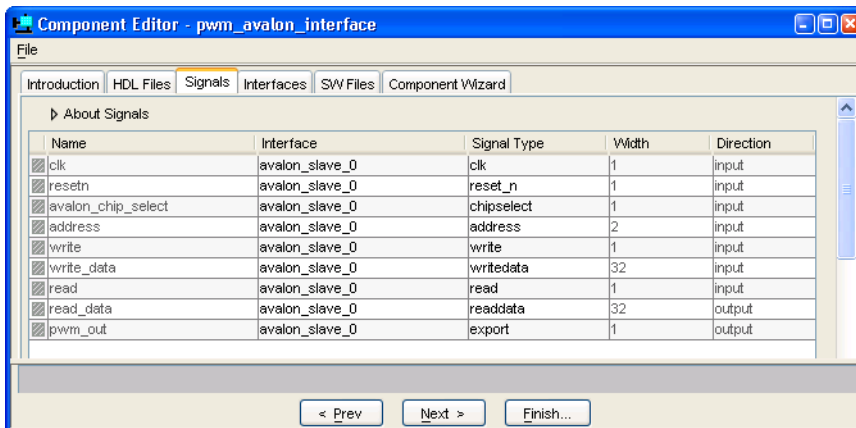 Component Editor - pwm_avalon_interface
File
Introduction HDL Files Signals Interfaces SW Files Component Wizard
About Signals
Name Interface Signal Type Width Direction
clk avalon_slave_0 clk 1 input
resetn avalon_slave_0 reset_n 1 input
avalon_chip_select avalon_slave_0 chipselect 1 input
address avalon_slave_0 address 2 input
write avalon_slave_0 write 1 input
write_data avalon_slave_0 writedata 32 input
read avalon_slave_0 read 1 input
read_data avalon_slave_0 readdata 32 output
pwm_out avalon_slave_0 export 1 output
< Prev Next > Finish...